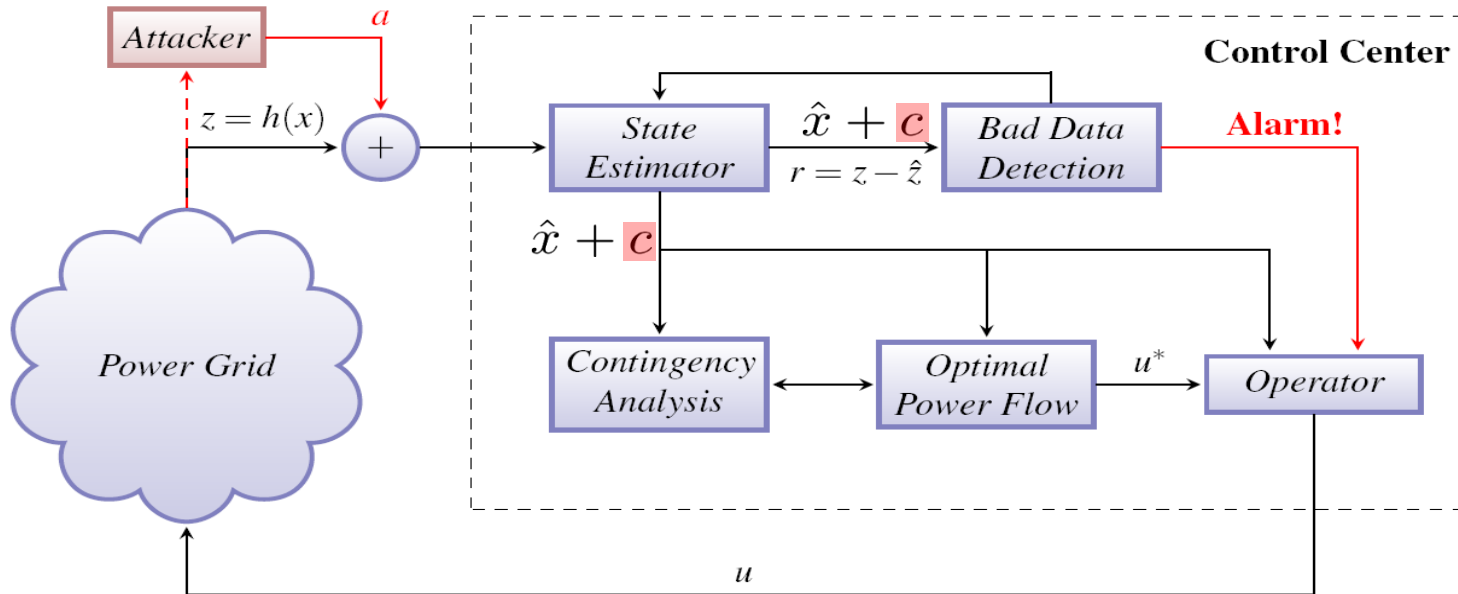 Attacker
a
Control Center
z = h(x)
+
State
Estimator
x̂ + c
r = z − ẑ
Bad Data
Detection
Alarm!
x̂ + c
Power Grid
Contingency
Analysis
Optimal
Power Flow
u*
Operator
u